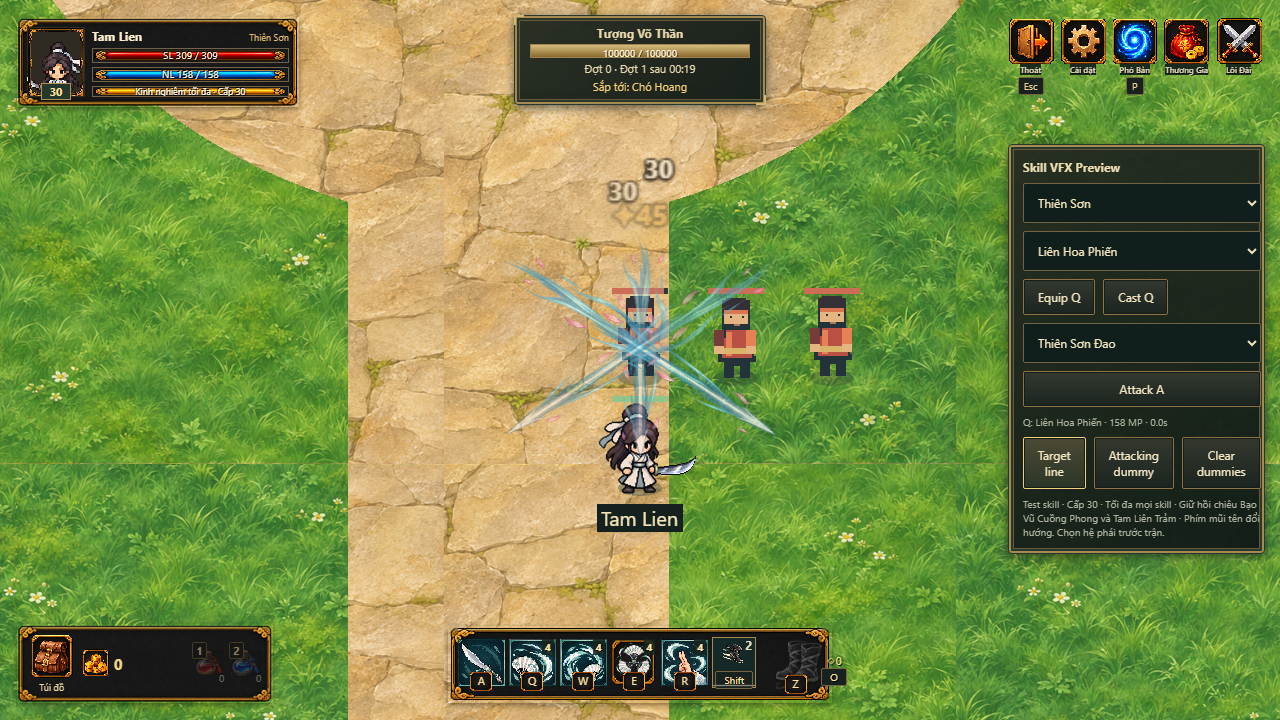 Tam Lien
Thiên Sơn
SL 309 / 309
NL 158 / 158
Kinh nghiệm tối đa · Cấp 30
30
Tượng Võ Thần
100000 / 100000
Đợt 0 · Đợt 1 sau 00:19
Sắp tới: Chó Hoang
Thoát
Cài đặt
Phó Bản
Thương Gia
Lôi Đài
Esc
P
30
30
45
Skill VFX Preview
Thiên Sơn
Liên Hoa Phiến
Equip Q
Cast Q
Thiên Sơn Đao
Attack A
Q: Liên Hoa Phiến · 158 MP · 0.0s
Target line
Attacking dummy
Clear dummies
Test skill · Cấp 30 · Tối đa mọi skill · Giữ hồi chiêu Bạo
Vũ Cuồng Phong và Tam Liên Trảm · Phím mũi tên đổi
hướng. Chọn hệ phái trước trận.
Tam Lien
Túi đồ
0
1
0
2
0
A
4
Q
4
W
4
E
4
R
2
Shift
Z
0
O